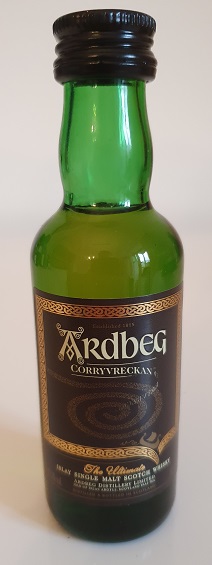 ARDBEG
CORRYVRECKAN
The Ultimate
ISLAY SINGLE MALT SCOTCH WHISKY
ARDBEG DISTILLERY LIMITED